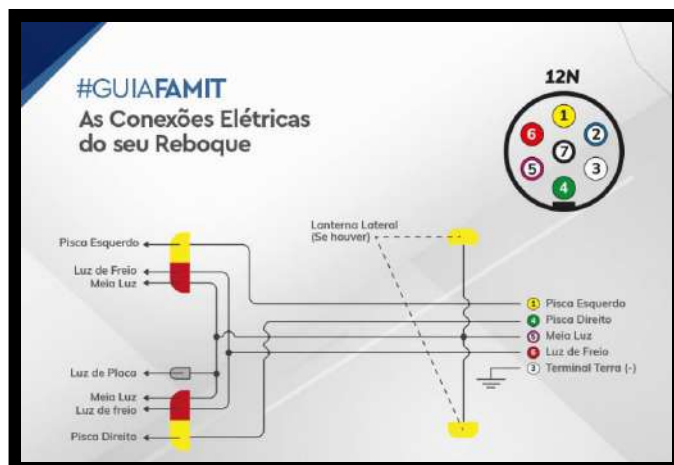 #GUIAFAMIT
As Conexões Elétricas
do seu Reboque
12N
1
6
2
7
5
3
4
Lanterna Lateral
(Se houver)
Pisca Esquerdo
Luz de Freio
Meia Luz
1 Pisca Esquerdo
4 Pisca Direito
5 Meia Luz
6 Luz de Freio
3 Terminal Terra (-)
Luz de Placa
Meia Luz
Luz de freio
Pisca Direito